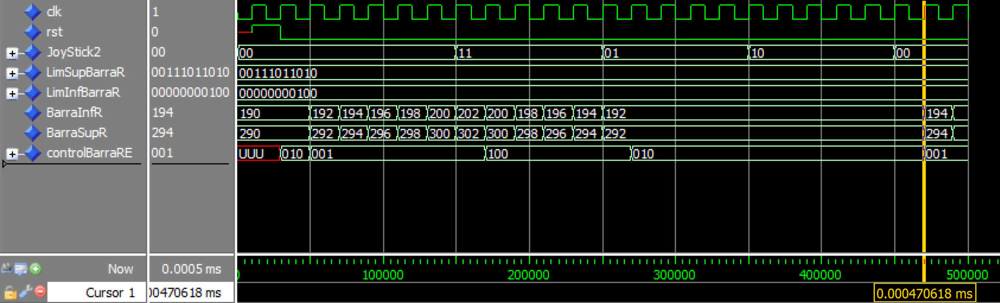 clk 1
rst 0
JoyStick2 00 00 11 01 10 00
LimSupBarraR 00111011010 00111011010
LimInfBarraR 00000000100 00000000100
BarraInfR 194 190 192 194 196 198 200 202 200 198 196 194 192 194
BarraSupR 294 290 292 294 296 298 300 302 300 298 296 294 292 294
controlBarraRE 001 UUU 010 001 100 010 001
Now 0.0005 ms 100000 200000 300000 400000 500000
Cursor 1 00470618 ms 0.000470618 ms